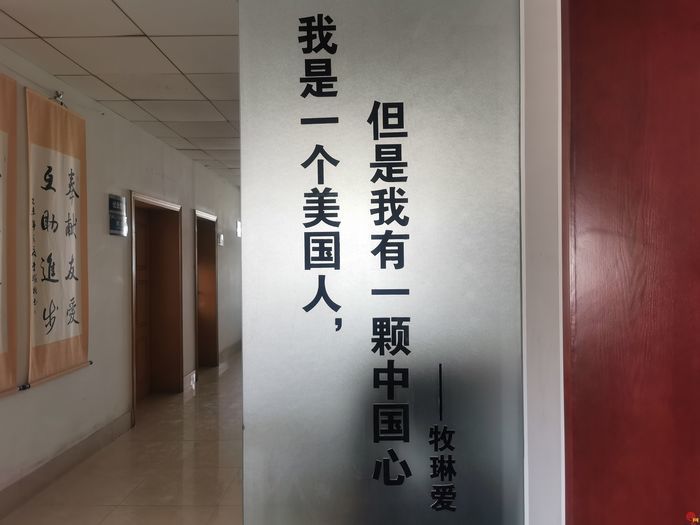 我是一个美国人，
但是我有一颗中国心
——牧琳爱
奉献友爱
互助進步